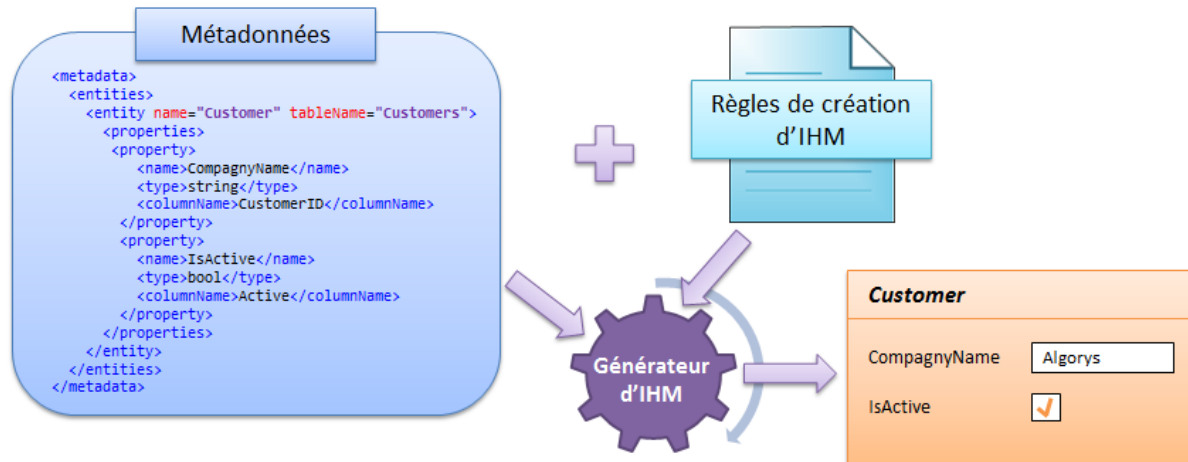 Métadonnées
<metadata>
<entities>
<entity name="Customer" tableName="Customers">
<properties>
<property>
<name>CompagnyName</name>
<type>string</type>
<columnName>CustomerID</columnName>
</property>
<property>
<name>IsActive</name>
<type>bool</type>
<columnName>Active</columnName>
</property>
</properties>
</entity>
</entities>
</metadata>
Règles de création
d'IHM
Générateur
d'IHM
Customer
CompagnyName Algorys
IsActive